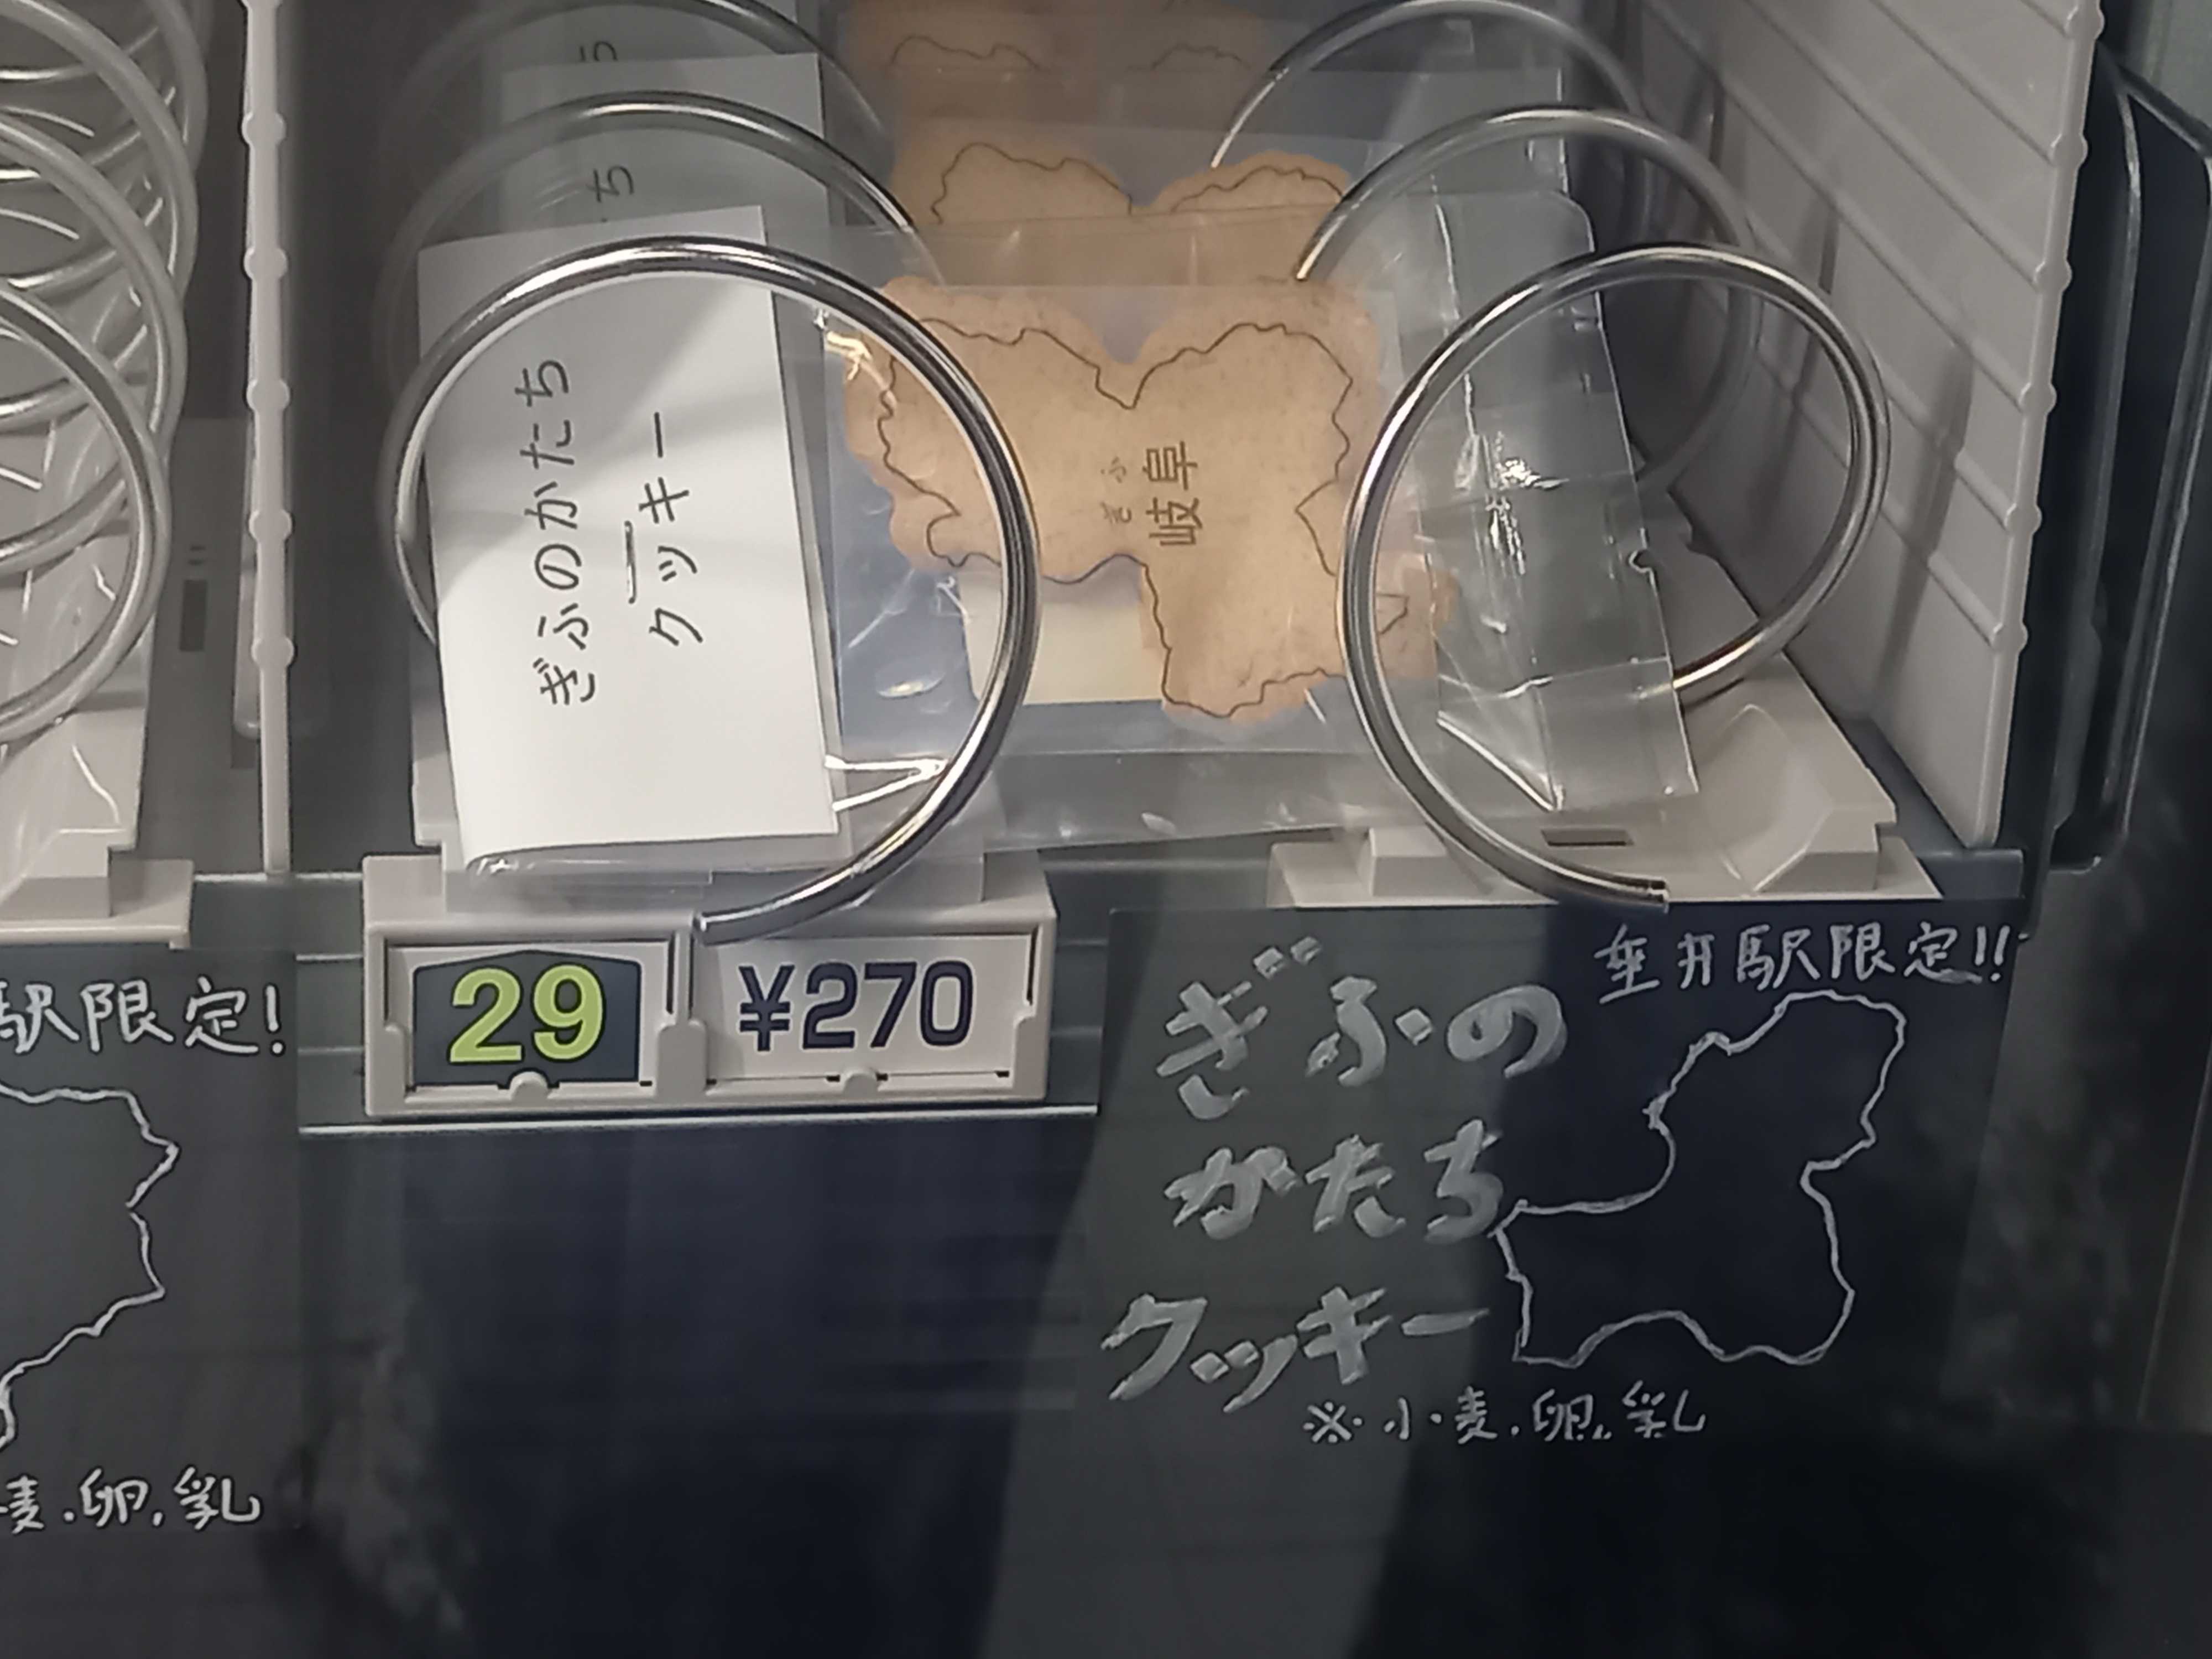 ち
ち
ぎふのかたち
クッキー
ぎふ
岐阜
29
¥270
駅限定!
麦.卵.乳
垂井駅限定!!
ぎふの
かたち
クッキー
※小麦.卵.乳